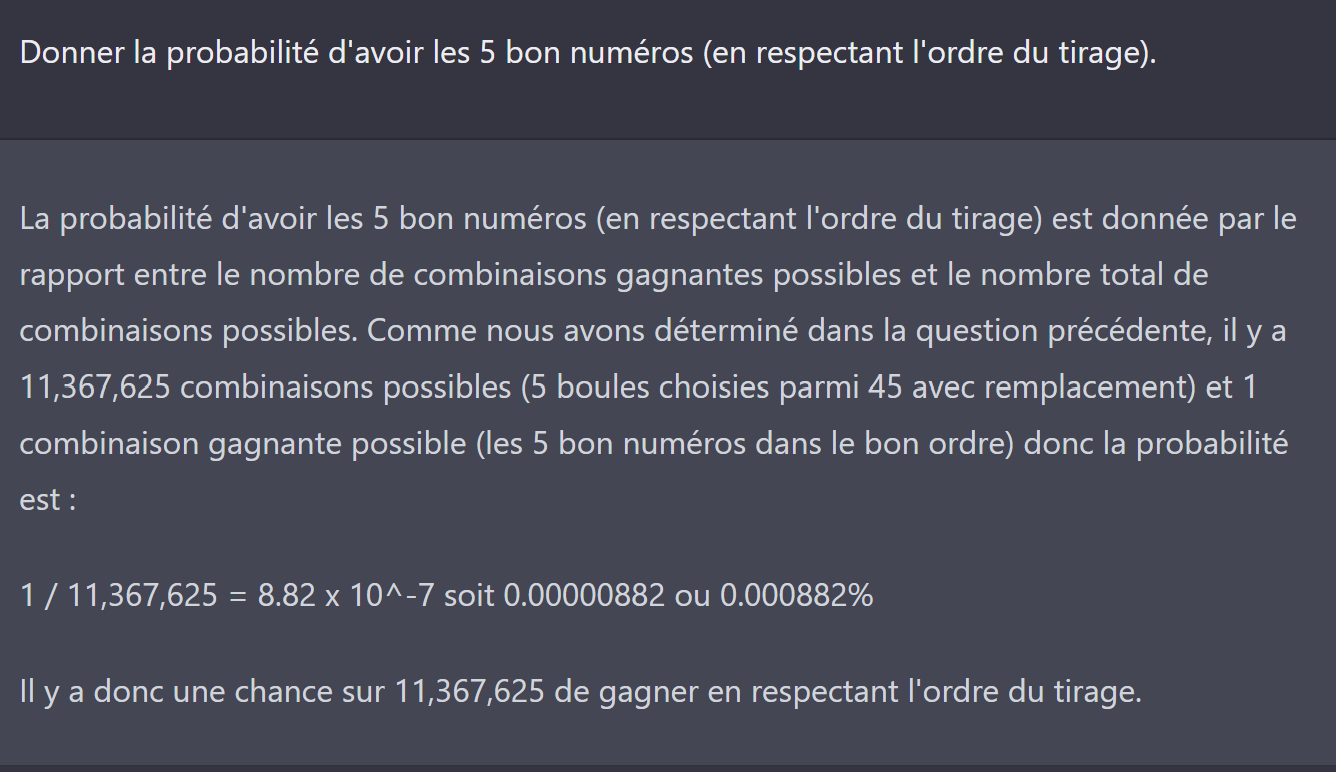 Donner la probabilité d'avoir les 5 bon numéros (en respectant l'ordre du tirage).
La probabilité d'avoir les 5 bon numéros (en respectant l'ordre du tirage) est donnée par le
rapport entre le nombre de combinaisons gagnantes possibles et le nombre total de
combinaisons possibles. Comme nous avons déterminé dans la question précédente, il y a
11,367,625 combinaisons possibles (5 boules choisies parmi 45 avec remplacement) et 1
combinaison gagnante possible (les 5 bon numéros dans le bon ordre) donc la probabilité
est :
1 / 11,367,625 = 8.82 x 10^-7 soit 0.00000882 ou 0.000882%
Il y a donc une chance sur 11,367,625 de gagner en respectant l'ordre du tirage.